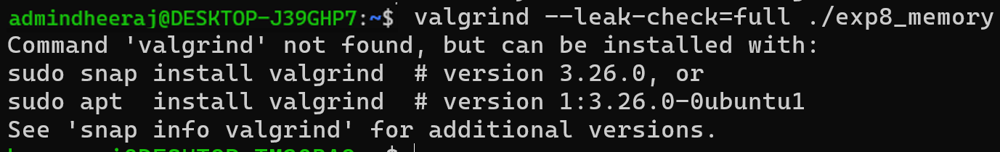 admindheeraj@DESKTOP-J39GHP7:~$ valgrind --leak-check=full ./exp8_memory
Command 'valgrind' not found, but can be installed with:
sudo snap install valgrind  # version 3.26.0, or
sudo apt  install valgrind  # version 1:3.26.0-0ubuntu1
See 'snap info valgrind' for additional versions.